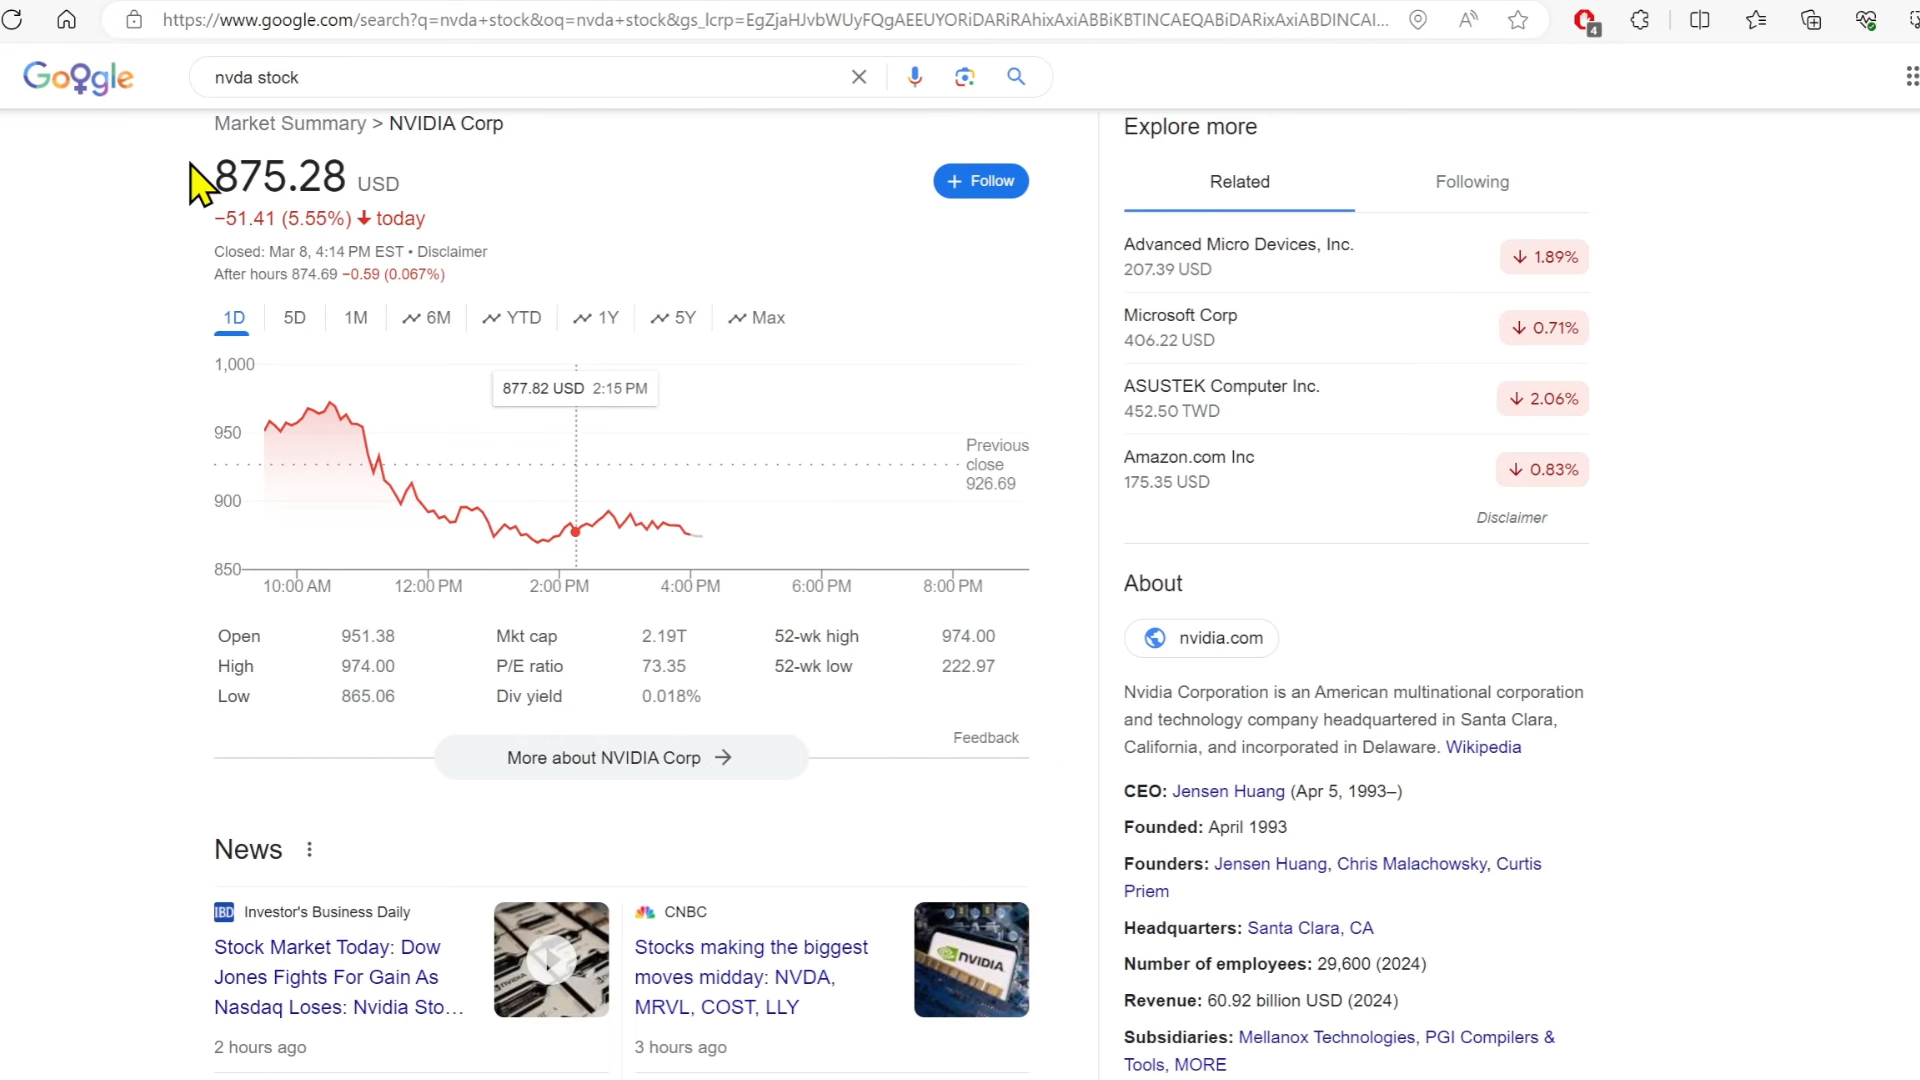 https://www.google.com/search?q=nvda+stock&oq=nvda+stock&gs_lcrp=EgZjaHJvbWUyFQgAEEUYORiDARiRAhixAxiABBiKBTINCAEQABiDARixAxiABDINCAI...
4
Google
nvda stock
Market Summary > NVIDIA Corp
875.28 USD
+ Follow
−51.41 (5.55%) ↓ today
Closed: Mar 8, 4:14 PM EST • Disclaimer
After hours 874.69 −0.59 (0.067%)
1D 5D 1M 6M YTD 1Y 5Y Max
1,000
877.82 USD 2:15 PM
950
Previous
close
926.69
900
850
10:00 AM 12:00 PM 2:00 PM 4:00 PM 6:00 PM 8:00 PM
Open 951.38 Mkt cap 2.19T 52-wk high 974.00
High 974.00 P/E ratio 73.35 52-wk low 222.97
Low 865.06 Div yield 0.018%
Feedback
More about NVIDIA Corp →
News
IBD Investor's Business Daily
Stock Market Today: Dow
Jones Fights For Gain As
Nasdaq Loses: Nvidia Sto...
2 hours ago
CNBC
Stocks making the biggest
moves midday: NVDA,
MRVL, COST, LLY
3 hours ago
NVIDIA
Explore more
Related Following
Advanced Micro Devices, Inc.
207.39 USD
↓ 1.89%
Microsoft Corp
406.22 USD
↓ 0.71%
ASUSTEK Computer Inc.
452.50 TWD
↓ 2.06%
Amazon.com Inc
175.35 USD
↓ 0.83%
Disclaimer
About
nvidia.com
Nvidia Corporation is an American multinational corporation
and technology company headquartered in Santa Clara,
California, and incorporated in Delaware. Wikipedia
CEO: Jensen Huang (Apr 5, 1993–)
Founded: April 1993
Founders: Jensen Huang, Chris Malachowsky, Curtis
Priem
Headquarters: Santa Clara, CA
Number of employees: 29,600 (2024)
Revenue: 60.92 billion USD (2024)
Subsidiaries: Mellanox Technologies, PGI Compilers &
Tools, MORE